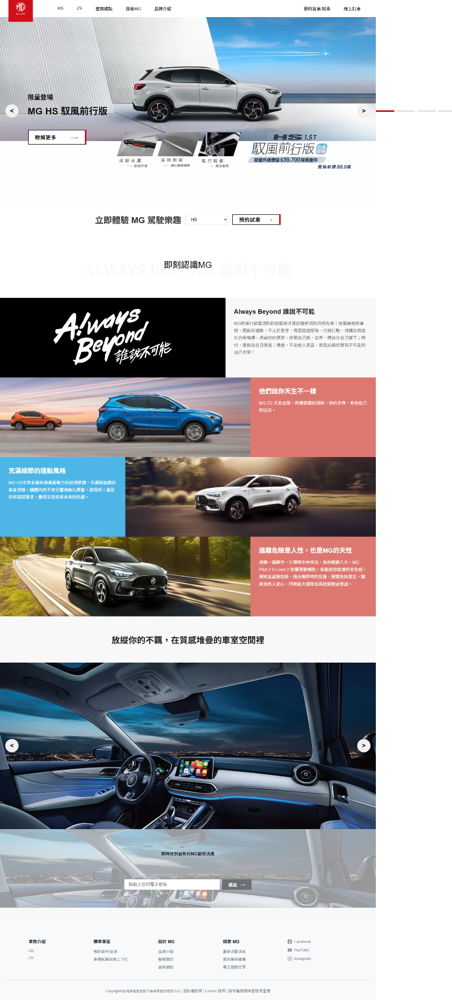 MG
Since 1924
HS
ZS
查詢據點
探索MG
品牌介紹
預約賞車/試乘
線上訂車
限量登場
MG HS 馭風前行版
<
>
瞭解更多
風馳尾翼
動感升級
風格側裙
強化車身線條
風行碟盤
極速散熱
HS 1.5T
馭風前行版
限量登場
限量升級價值$39,700風格套件
舊換新價 88.9萬
立即體驗 MG 駕駛樂趣
HS
預約試乘
即刻認識MG
ALWAYS BEYOND 誰說不可能
Always Beyond 誰說不可能
Always Beyond 誰說不可能
MG相信打破舊規則的挑戰者才是創造新規則的領先者！總是擁抱新事
物，開創新道路，不止於思考，而是超越想像、付諸行動、持續自我進
化的有機體。用最快的速度，追著自己跑，世界，應該在自己腳下；時
代，應該由自己推進；價值，不由他人定義，而是由相信實現不可能的
自己主宰！
他們說你天生不一樣
MG ZS 天生出眾，改寫遊戲的規則，你的世界，有你自己
的玩法。
充滿細節的運動風格
MG HS全車系擁有極具衝擊力的前傾車頭，充滿運動感的
車身流線，讓體內的不安分靈魂無比興奮。啟程吧！滿足
所有駕馭需求，盡情享受迎來未來的快感。
遠離危險是人性，也是MG的天性
想像一個夥伴，它隨時全神貫注，為你眼觀八方，MG
Pilot 2.0 Level 2 智慧駕駛輔助，就能給你這樣的安全感。
預知並感應危險，做出最即時的反應，避開危險發生，讓
乘坐的人安心，同時能大幅降低長途駕駛疲勞感。
放縱你的不羈，在質感堆疊的車室空間裡
<
>
隨時收到最新的MG動態消息
請輸入您的電子信箱
送出
車款介紹
HS
ZS
購車專區
預約賞車/試乘
車價試算與線上下訂
關於 MG
品牌介紹
聯絡我們
查詢據點
探索 MG
最新活動消息
最新購車優惠
車主經驗分享
Facebook
YouTube
Instagram
Copyright©台灣英倫摩里斯汽車事業股份有限公司 | 隱私權政策 | Cookie 政策 | 環保署環境噪音政策宣導